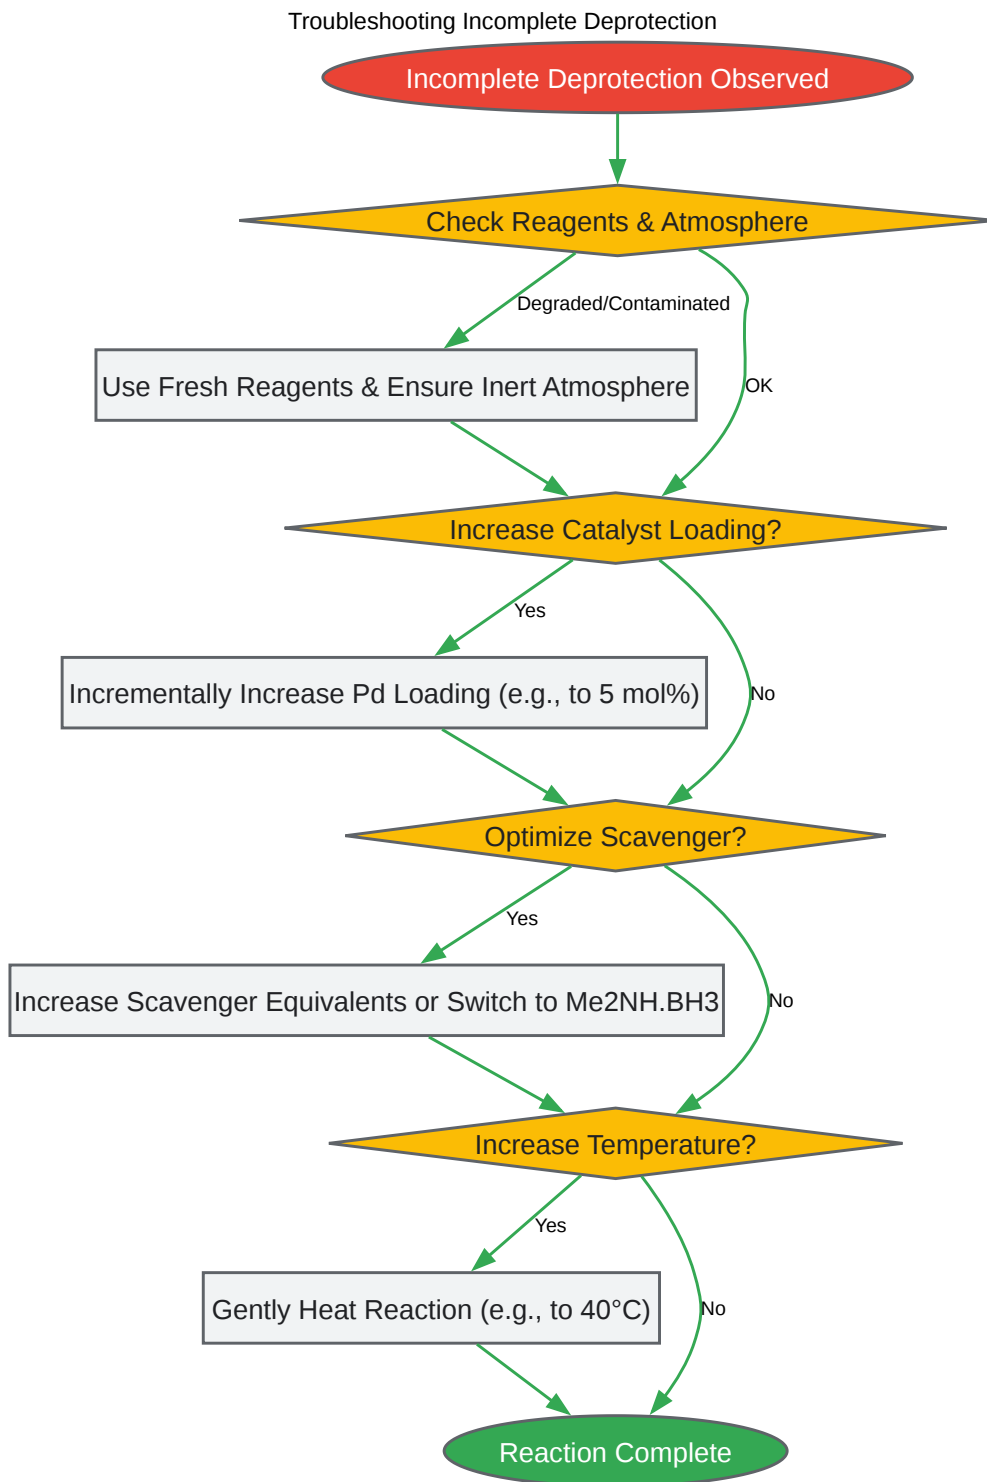 Troubleshooting Incomplete Deprotection
Incomplete Deprotection Observed
Check Reagents & Atmosphere
Degraded/Contaminated
Use Fresh Reagents & Ensure Inert Atmosphere
OK
Increase Catalyst Loading?
Yes
Incrementally Increase Pd Loading (e.g., to 5 mol%)
No
Optimize Scavenger?
Yes
Increase Scavenger Equivalents or Switch to Me2NH.BH3
No
Increase Temperature?
Yes
Gently Heat Reaction (e.g., to 40°C)
No
Reaction Complete